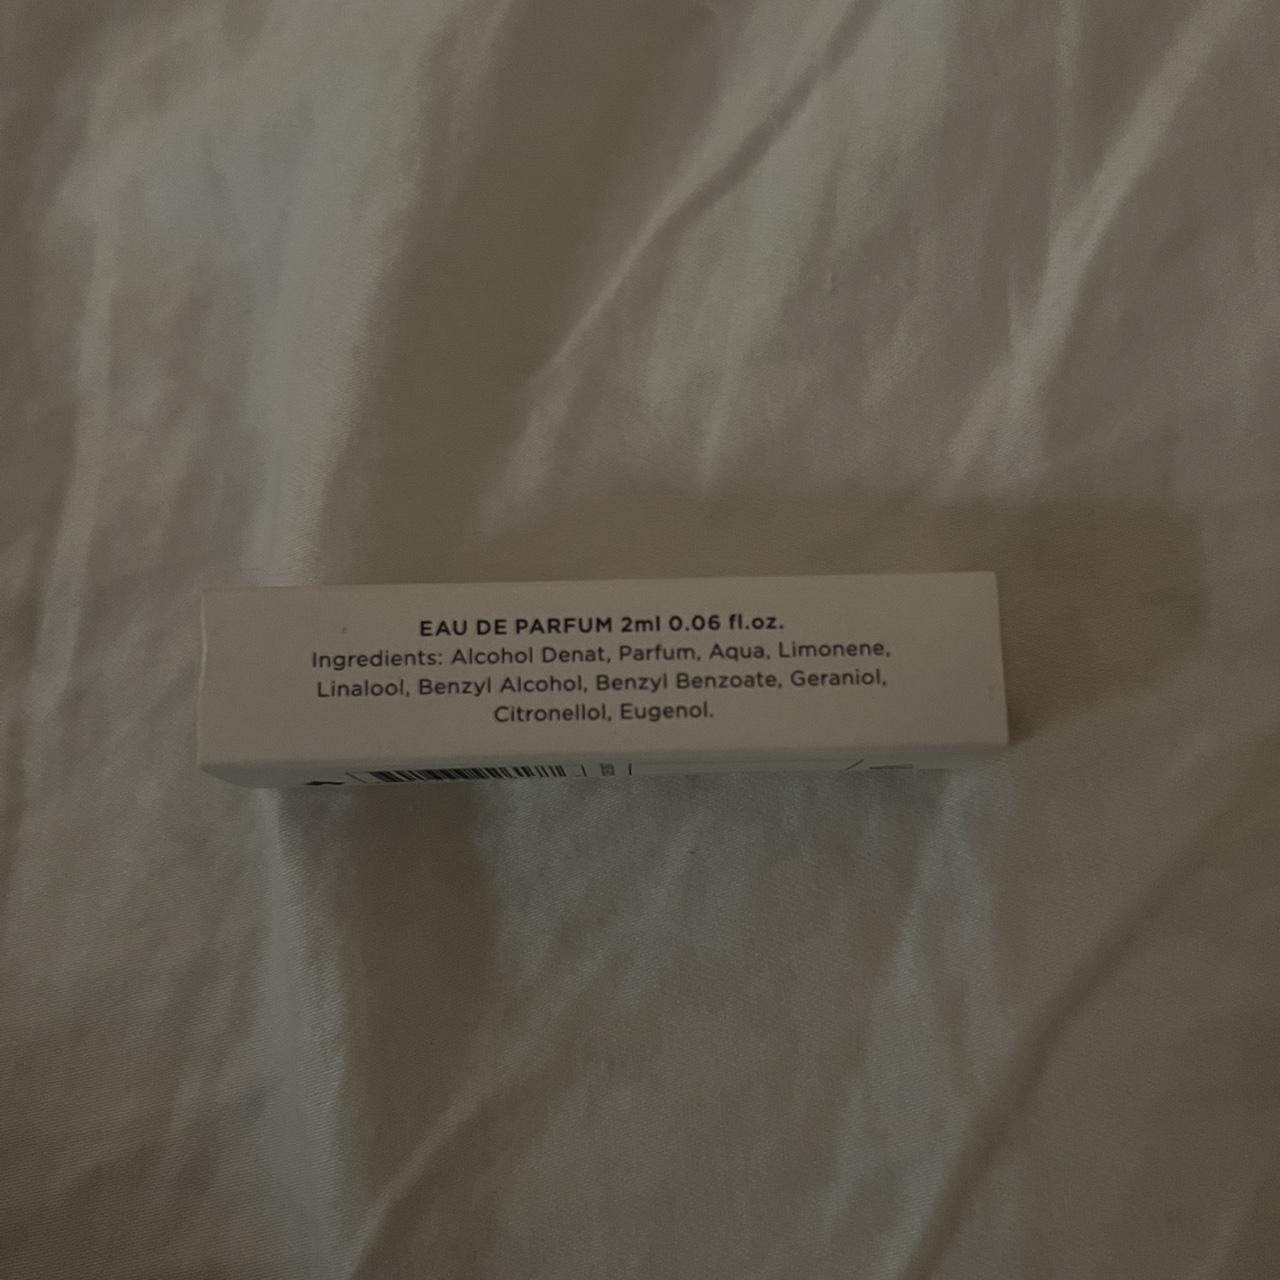 EAU DE PARFUM 2ml 0.06 fl.oz.
Ingredients: Alcohol Denat, Parfum, Aqua, Limonene,
Linalool, Benzyl Alcohol, Benzyl Benzoate, Geraniol,
Citronellol, Eugenol.